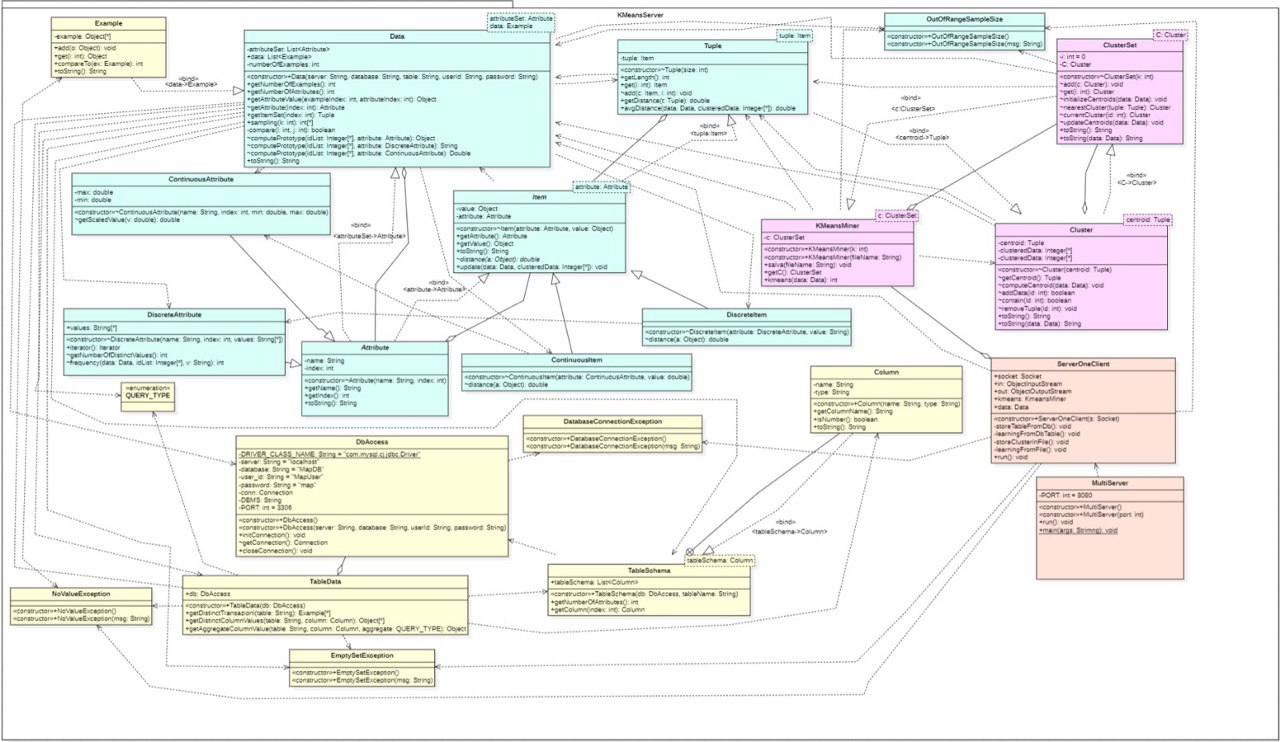 KMeansServer
Example
-example: Object[*]
+add(o: Object): void
+get(i: int): Object
+compareTo(ex: Example): int
+toString(): String
«bind»
<data->Example>
attributeSet: Attribute
data: Example
Data
-attributeSet: List<Attribute>
+data: List<Example>
-numberOfExamples: int
«constructor»+Data(server: String, database: String, table: String, userid: String, password: String)
+getNumberOfExamples(): int
+getNumberOfAttributes(): int
+getAttributeValue(exampleIndex: int, attributeIndex: int): Object
~getAttribute(index: int): Attribute
+getItemSet(index: int): Tuple
+sampling(k: int): int[*]
-compare(i: int, j: int): boolean
~computePrototype(idList: Integer[*], attribute: Attribute): Object
~computePrototype(idList: Integer[*], attribute: DiscreteAttribute): String
~computePrototype(idList: Integer[*], attribute: ContinuousAttribute): Double
+toString(): String
tuple: Item
Tuple
-tuple: Item
«constructor»~Tuple(size: int)
+getLength(): int
+get(i: int): Item
~add(c: Item, i: int): void
+getDistance(t: Tuple): double
+avgDistance(data: Data, clusteredData: Integer[*]): double
«bind»
<tuple:Item>
OutOfRangeSampleSize
«constructor»+OutOfRangeSampleSize()
«constructor»+OutOfRangeSampleSize(msg: String)
C: Cluster
ClusterSet
-i: int = 0
-C: Cluster
«constructor»~ClusterSet(k: int)
+add(c: Cluster): void
+get(i: int): Cluster
~initializeCentroids(data: Data): void
~nearestCluster(tuple: Tuple): Cluster
~currentCluster(id: int): Cluster
~updateCentroids(data: Data): void
+toString(): String
+toString(data: Data): String
«bind»
<c:ClusterSet>
«bind»
<centroid->Tuple>
«bind»
<C->Cluster>
ContinuousAttribute
-max: double
-min: double
«constructor»~ContinuousAttribute(name: String, index: int, min: double, max: double)
~getScaledValue(v: double): double
«bind»
<attributeSet->Attribute>
attribute: Attribute
Item
-value: Object
-attribute: Attribute
«constructor»~Item(attribute: Attribute, value: Object)
+getAttribute(): Attribute
+getValue(): Object
+toString(): String
~distance(a: Object): double
+update(data: Data, clusteredData: Integer[*]): void
«bind»
<attribute->Attribute>
c: ClusterSet
KMeansMiner
-c: ClusterSet
«constructor»+KMeansMiner(k: int)
«constructor»+KMeansMiner(fileName: String)
+salva(fileName: String): void
+getC(): ClusterSet
+kmeans(data: Data): int
centroid: Tuple
Cluster
-centroid: Tuple
-clusteredData: Integer[*]
-clusteredData: Integer[*]
«constructor»~Cluster(centroid: Tuple)
~getCentroid(): Tuple
~computeCentroid(data: Data): void
~addData(id: int): boolean
~contain(id: int): boolean
~removeTuple(id: int): void
+toString(): String
+toString(data: Data): String
DiscreteAttribute
+values: String[*]
«constructor»~DiscreteAttribute(name: String, index: int, values: String[*])
+iterator(): Iterator
~getNumberOfDistinctValues(): int
~frequency(data: Data, idList: Integer[*], v: String): int
DiscreteItem
«constructor»~DiscreteItem(attribute: DiscreteAttribute, value: String)
~distance(a: Object): double
Attribute
-name: String
-index: int
«constructor»~Attribute(name: String, index: int)
+getName(): String
+getIndex(): int
+toString(): String
ContinuousItem
«constructor»~ContinuousItem(attribute: ContinuousAttribute, value: double)
~distance(a: Object): double
Column
-name: String
-type: String
«constructor»+Column(name: String, type: String)
+getColumnName(): String
+isNumber(): boolean
+toString(): String
ServerOneClient
+socket: Socket
+in: ObjectInputStream
+out: ObjectOutputStream
+kmeans: KmeansMiner
+data: Data
«constructor»~ServerOneClient(s: Socket)
-storeTableFromDb(): void
-learningFromDbTable(): void
-storeClusterInFile(): void
-learningFromFile(): void
+run(): void
«enumeration»
QUERY_TYPE
DatabaseConnectionException
«constructor»+DatabaseConnectionException()
«constructor»+DatabaseConnectionException(msg: String)
DbAccess
-DRIVER_CLASS_NAME: String = "com.mysql.cj.jdbc.Driver"
-server: String = "localhost"
-database: String = "MapDB"
-user_id: String = "MapUser"
-password: String = "map"
-conn: Connection
-DBMS: String
-PORT: int = 3306
«constructor»+DbAccess()
«constructor»+DbAccess(server: String, database: String, userId: String, password: String)
+initConnection(): void
~getConnection(): Connection
+closeConnection(): void
MultiServer
-PORT: int = 8080
«constructor»+MultiServer()
«constructor»+MultiServer(port: int)
+run(): void
+main(args: Strimng): void
«bind»
<tableSchema->Column>
tableSchema: Column
TableSchema
+tableSchema: List<Column>
«constructor»+TableSchema(db: DbAccess, tableName: String)
+getNumberOfAttributes(): int
+getColumn(index: int): Column
TableData
+db: DbAccess
«constructor»+TableData(db: DbAccess)
+getDistinctTransazioni(table: String): Example[*]
+getDistinctColumnValues(table: String, column: Column): Object[*]
+getAggregateColumnValue(table: String, column: Column, aggregate: QUERY_TYPE): Object
NoValueException
«constructor»+NoValueException()
«constructor»+NoValueException(msg: String)
EmptySetException
«constructor»+EmptySetException()
«constructor»+EmptySetException(msg: String)